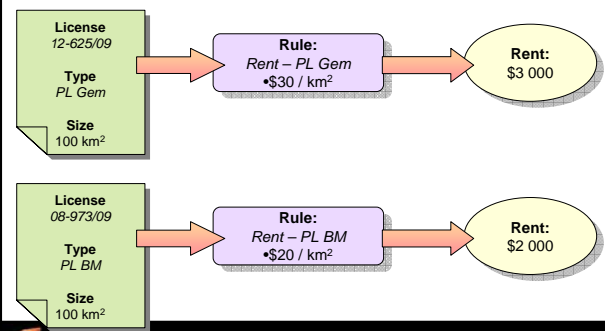 License
12-625/09
Type
PL Gem
Size
100 km²
Rule:
Rent – PL Gem
•$30 / km²
Rent:
$3 000
License
08-973/09
Type
PL BM
Size
100 km²
Rule:
Rent – PL BM
•$20 / km²
Rent:
$2 000